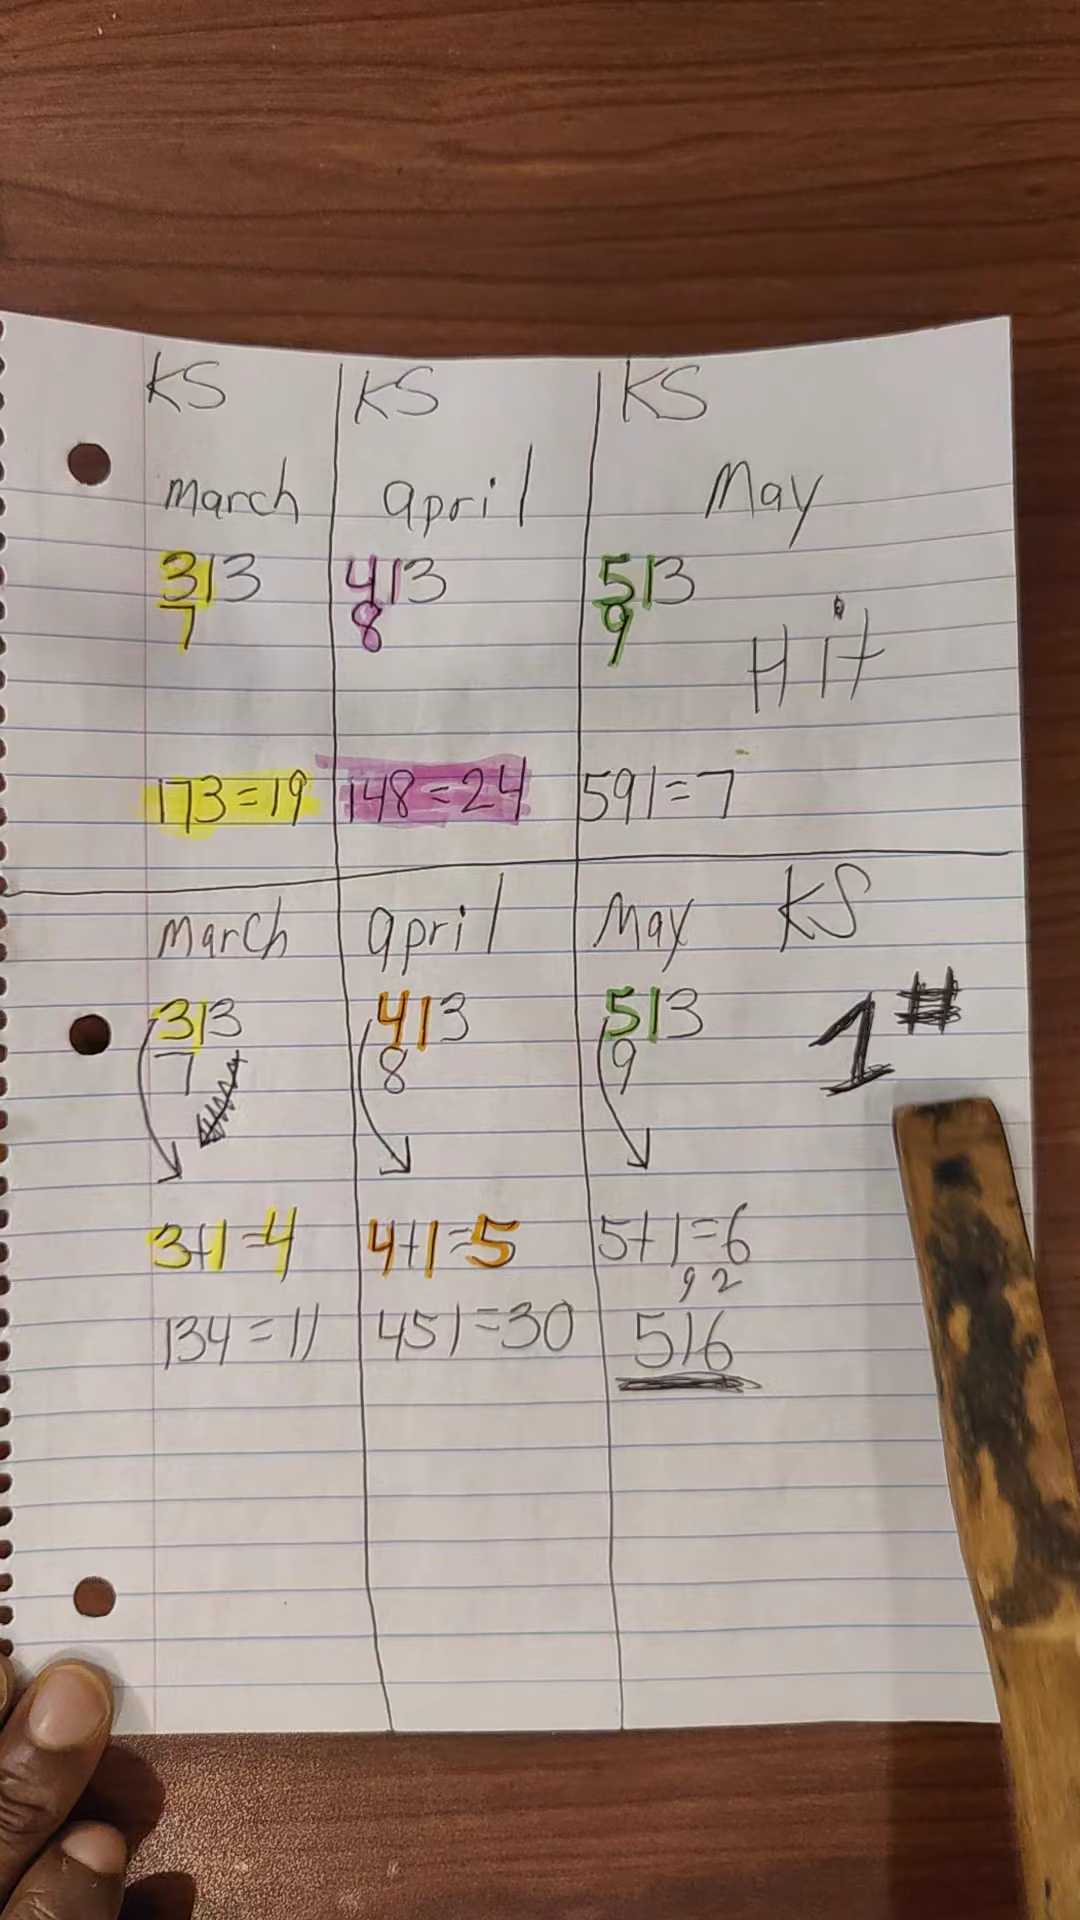 KS KS KS
march april May
313 413 513
7 8 9
Hit
173=19 148=24 591=7
march april May KS
313 413 513 1#
7 8 9
3+1=4 4+1=5 5+1=6
9 2
134=11 451=30 516